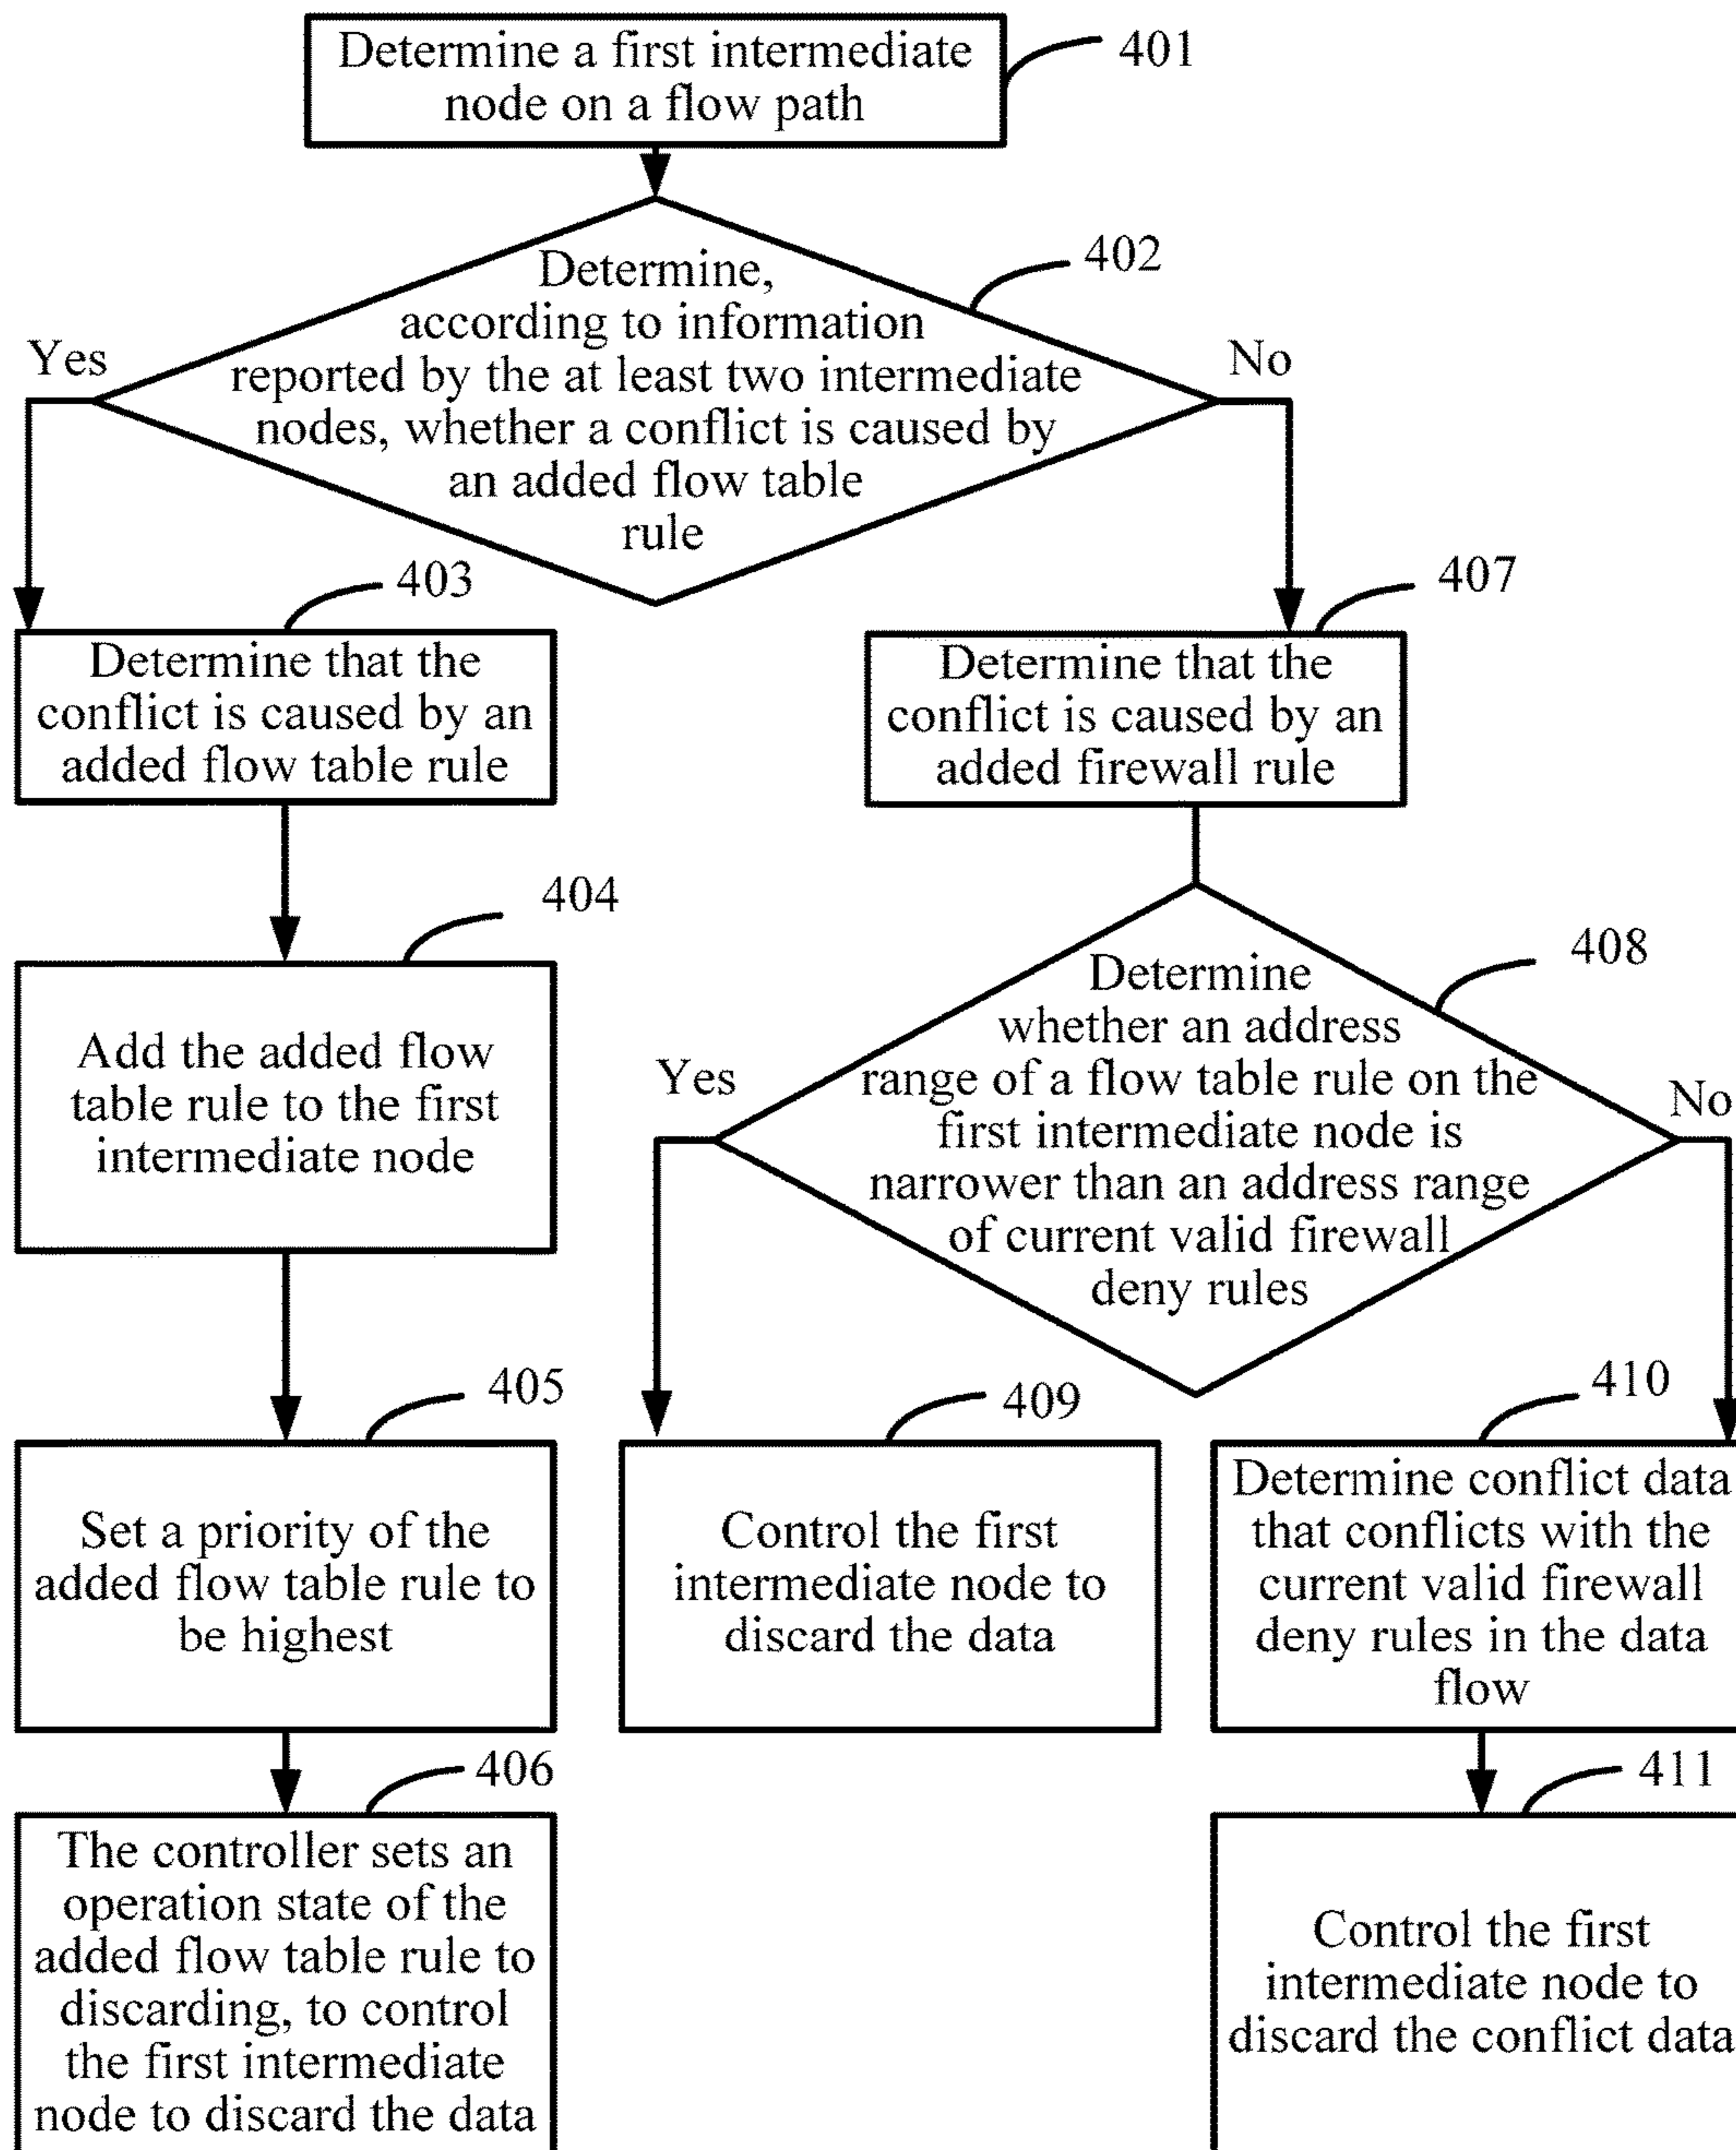 Determine a first intermediate
node on a flow path
401
Determine,
according to information
reported by the at least two intermediate
nodes, whether a conflict is caused by
an added flow table
rule
402
Yes
No
403
Determine that the
conflict is caused by an
added flow table rule
404
Add the added flow
table rule to the first
intermediate node
405
Set a priority of the
added flow table rule to
be highest
406
The controller sets an
operation state of the
added flow table rule to
discarding, to control
the first intermediate
node to discard the data
407
Determine that the
conflict is caused by an
added firewall rule
408
Determine
whether an address
range of a flow table rule on the
first intermediate node is
narrower than an address range
of current valid firewall
deny rules
Yes
No
409
Control the first
intermediate node to
discard the data
410
Determine conflict data
that conflicts with the
current valid firewall
deny rules in the data
flow
411
Control the first
intermediate node to
discard the conflict data